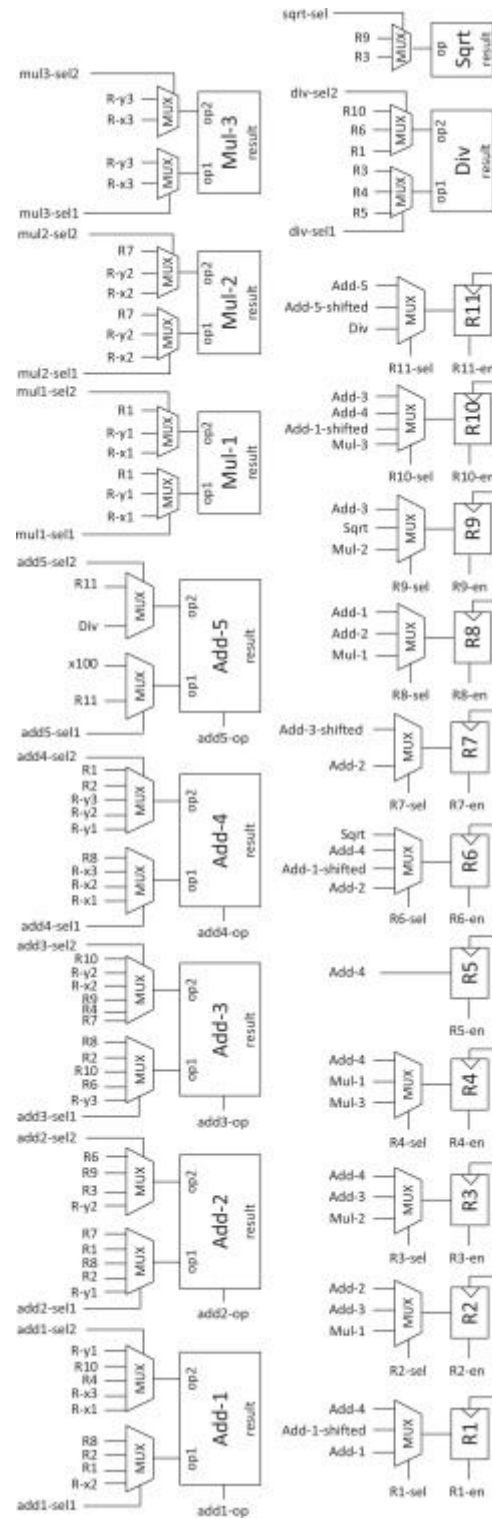 mul3-sel2
R-y3
R-x3
MUX
R-y3
R-x3
MUX
mul3-sel1
op2
op1
Mul-3
result
mul2-sel2
R7
R-y2
R-x2
MUX
R7
R-y2
R-x2
MUX
mul2-sel1
op2
op1
Mul-2
result
mul1-sel2
R1
R-y1
R-x1
MUX
R1
R-y1
R-x1
MUX
mul1-sel1
op2
op1
Mul-1
result
add5-sel2
R11
Div
MUX
x100
R11
MUX
add5-sel1
op2
op1
Add-5
result
add5-op
add4-sel2
R1
R2
R-y3
R-y2
R-y1
MUX
R8
R-x3
R-x2
R-x1
MUX
add4-sel1
op2
op1
Add-4
result
add4-op
add3-sel2
R10
R-y2
R-x2
R9
R4
R7
MUX
R8
R2
R10
R6
R-y3
MUX
add3-sel1
op2
op1
Add-3
result
add3-op
add2-sel2
R6
R9
R3
R-y2
MUX
R7
R1
R8
R2
R-y1
MUX
add2-sel1
op2
op1
Add-2
result
add2-op
add1-sel2
R-y1
R10
R4
R-x3
R-x1
MUX
R8
R2
R1
R-x2
MUX
add1-sel1
op2
op1
Add-1
result
add1-op
sqrt-sel
R9
R3
MUX
op
Sqrt
result
div-sel2
R10
R6
R1
MUX
R3
R4
R5
MUX
div-sel1
op2
op1
Div
result
Add-5
Add-5-shifted
Div
MUX
R11
R11-sel
R11-en
Add-3
Add-4
Add-1-shifted
Mul-3
MUX
R10
R10-sel
R10-en
Add-3
Sqrt
Mul-2
MUX
R9
R9-sel
R9-en
Add-1
Add-2
Mul-1
MUX
R8
R8-sel
R8-en
Add-3-shifted
Add-2
MUX
R7
R7-sel
R7-en
Sqrt
Add-4
Add-1-shifted
Add-2
MUX
R6
R6-sel
R6-en
Add-4
R5
R5-en
Add-4
Mul-1
Mul-3
MUX
R4
R4-sel
R4-en
Add-4
Add-3
Mul-2
MUX
R3
R3-sel
R3-en
Add-2
Add-3
Mul-1
MUX
R2
R2-sel
R2-en
Add-4
Add-1-shifted
Add-1
MUX
R1
R1-sel
R1-en